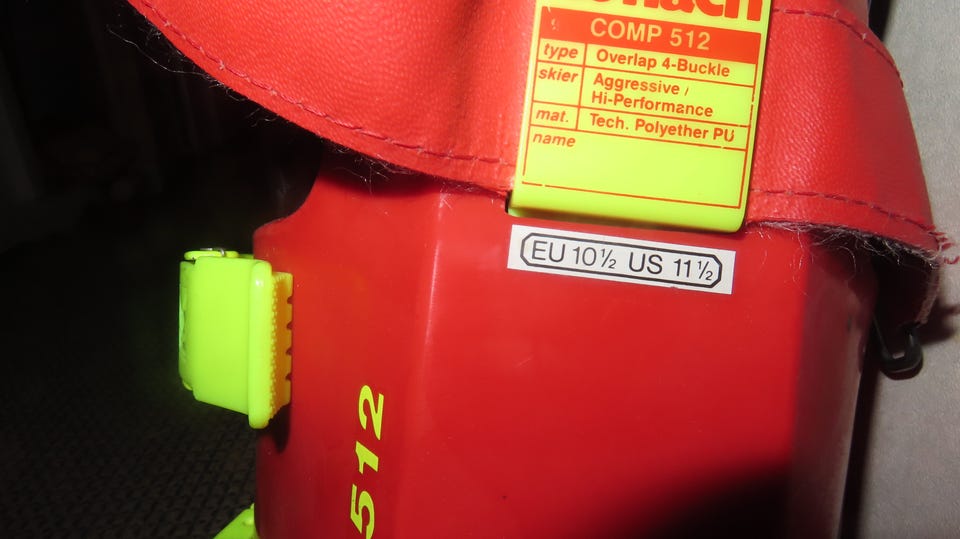 COMP 512
type Overlap 4-Buckle
skier Aggressive /
Hi-Performance
mat. Tech. Polyether PU
name
EU 10½ US 11½
512